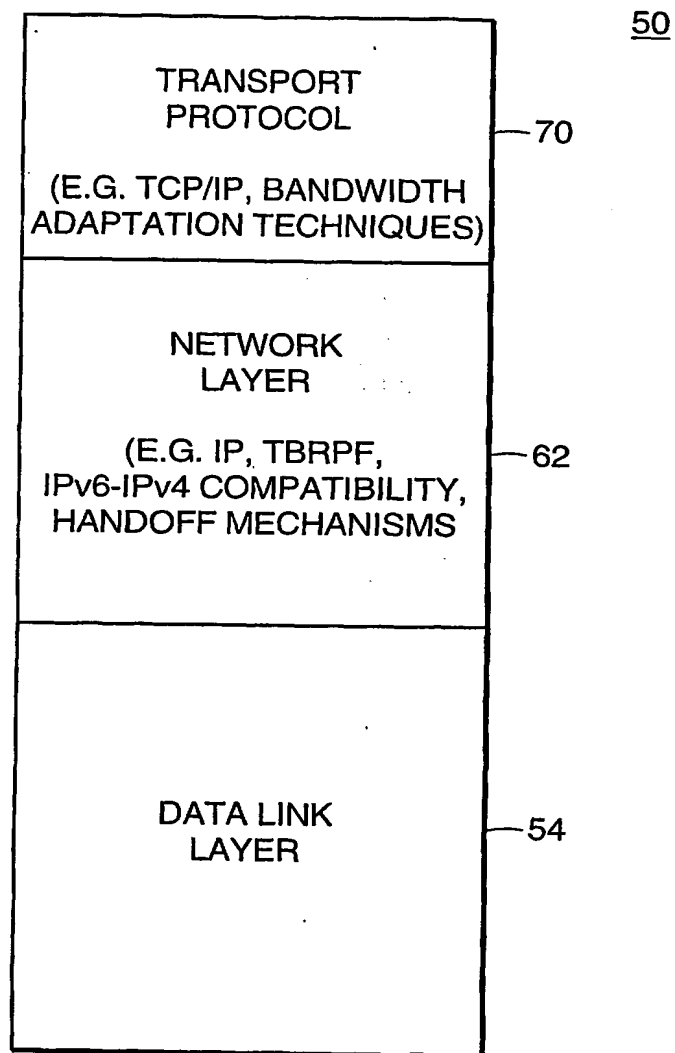 50
TRANSPORT
PROTOCOL
(E.G. TCP/IP, BANDWIDTH
ADAPTATION TECHNIQUES)
70
NETWORK
LAYER
(E.G. IP, TBRPF,
IPv6-IPv4 COMPATIBILITY,
HANDOFF MECHANISMS
62
DATA LINK
LAYER
54